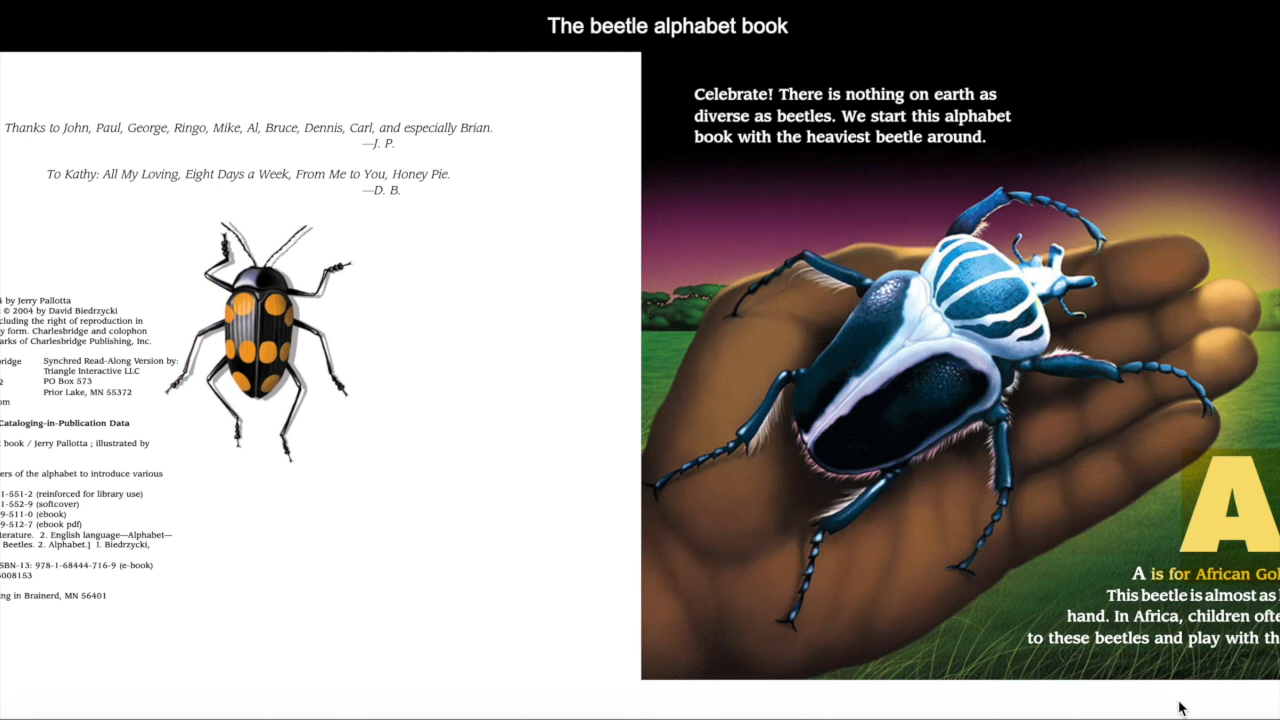 The beetle alphabet book
Thanks to John, Paul, George, Ringo, Mike, Al, Bruce, Dennis, Carl, and especially Brian.
—J. P.
To Kathy: All My Loving, Eight Days a Week, From Me to You, Honey Pie.
—D. B.
by Jerry Pallotta
© 2004 by David Biedrzycki
cluding the right of reproduction in
y form. Charlesbridge and colophon
arks of Charlesbridge Publishing, Inc.
Synchred Read-Along Version by:
Triangle Interactive LLC
PO Box 573
Prior Lake, MN 55372
Cataloging-in-Publication Data
book / Jerry Pallotta ; illustrated by
ers of the alphabet to introduce various
1-551-2 (reinforced for library use)
1-552-9 (softcover)
9-511-0 (ebook)
9-512-7 (ebook pdf)
terature. 2. English language—Alphabet—
Beetles. 2. Alphabet.] I. Biedrzycki,
SBN-13: 978-1-68444-716-9 (e-book)
008153
ng in Brainerd, MN 56401
Celebrate! There is nothing on earth as
diverse as beetles. We start this alphabet
book with the heaviest beetle around.
A
A is for African Gol
This beetle is almost as
hand. In Africa, children ofte
to these beetles and play with th